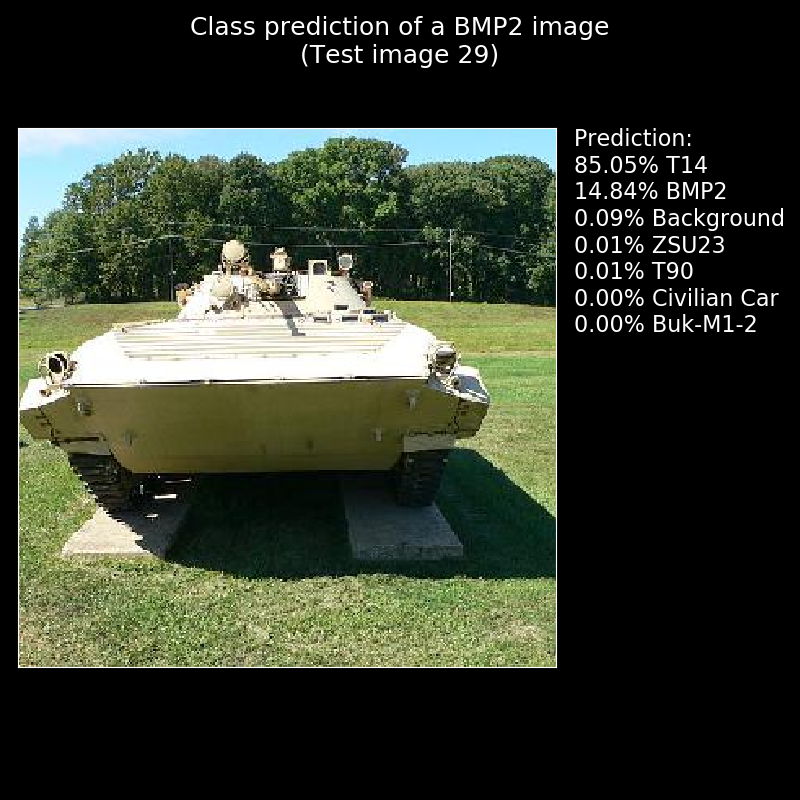 Class prediction of a BMP2 image
(Test image 29)
Prediction:
85.05% T14
14.84% BMP2
0.09% Background
0.01% ZSU23
0.01% T90
0.00% Civilian Car
0.00% Buk-M1-2